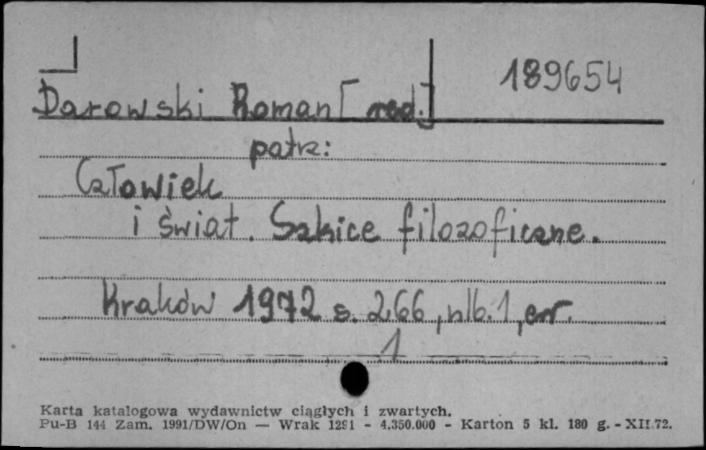 189654
Darowski Roman [red.]
patrz:
Człowiek
i świat. Szkice filozoficzne.
Kraków 1972 s. 266, nlb. 1, err.
1
Karta katalogowa wydawnictw ciągłych i zwartych.
Pu-B 144 Zam. 1991/DW/On — Wrak 1291 - 4.350.000 - Karton 5 kl. 180 g. - XII.72.